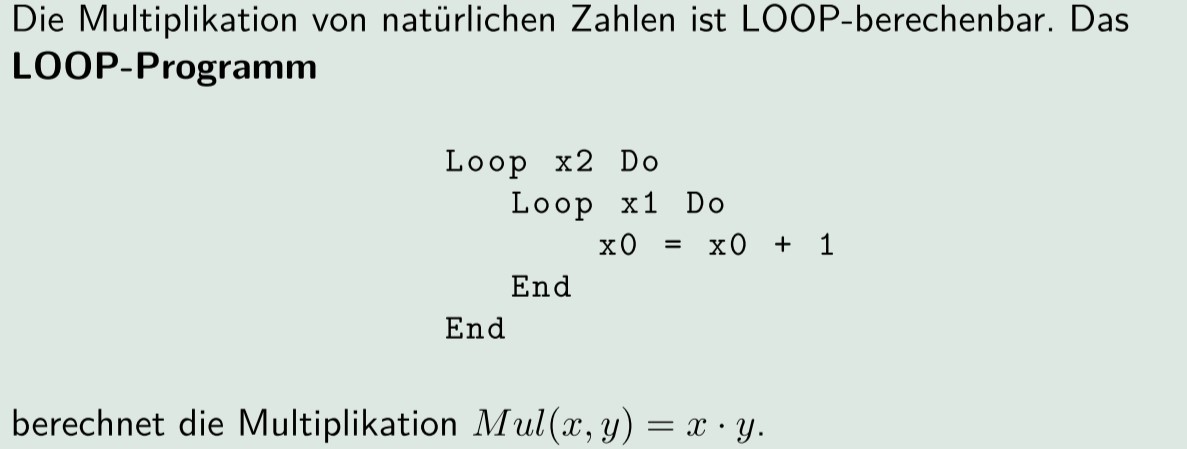 Die Multiplikation von natürlichen Zahlen ist LOOP-berechenbar. Das
LOOP-Programm
Loop x2 Do
Loop x1 Do
x0 = x0 + 1
End
End
berechnet die Multiplikation Mul(x, y) = x · y.